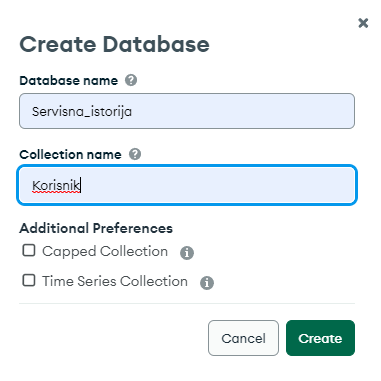 Create Database
Database name
Servisna_istorija
Collection name
Korisnik
Additional Preferences
Capped Collection
Time Series Collection
Cancel Create